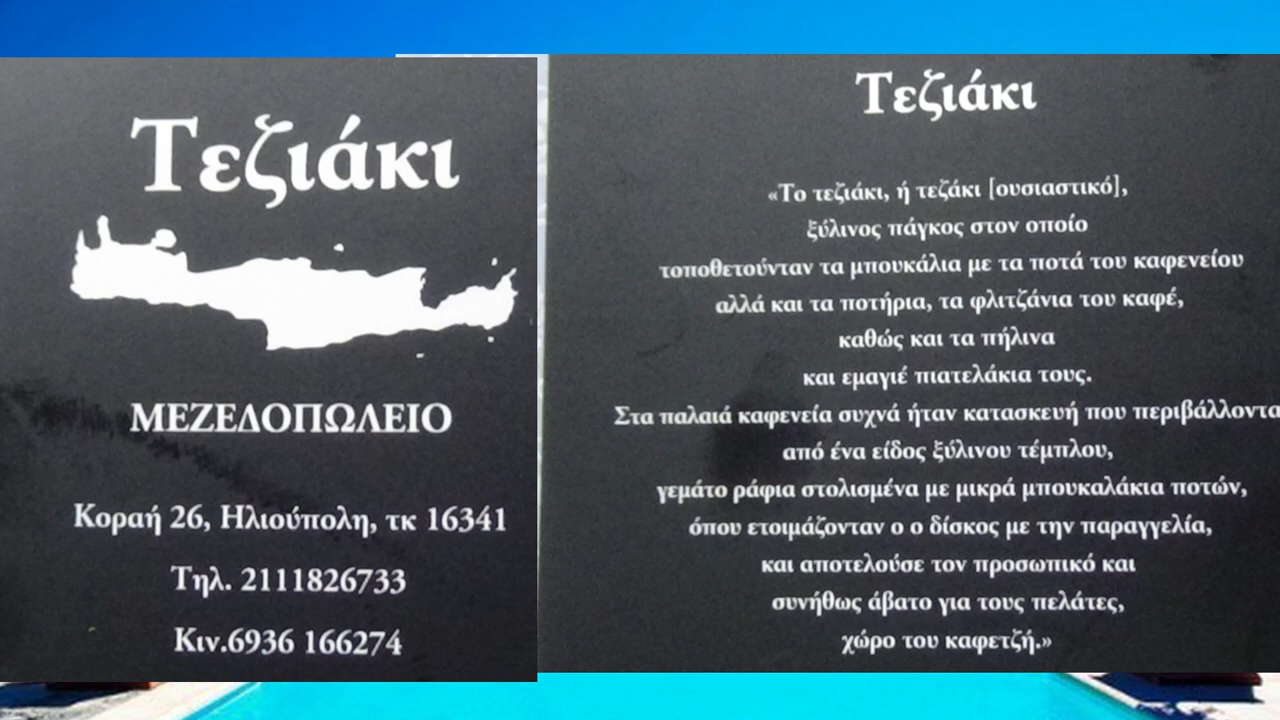 Τεζιάκι
ΜΕΖΕΔΟΠΩΛΕΙΟ
Κοραή 26, Ηλιούπολη, τκ 16341
Τηλ. 2111826733
Κιν.6936 166274
Τεζιάκι
«Το τεζιάκι, ή τεζάκι [ουσιαστικό],
ξύλινος πάγκος στον οποίο
τοποθετούνταν τα μπουκάλια με τα ποτά του καφενείου
αλλά και τα ποτήρια, τα φλιτζάνια του καφέ,
καθώς και τα πήλινα
και εμαγιέ πιατελάκια τους.
Στα παλαιά καφενεία συχνά ήταν κατασκευή που περιβάλλοντα
από ένα είδος ξύλινου τέμπλου,
γεμάτο ράφια στολισμένα με μικρά μπουκαλάκια ποτών,
όπου ετοιμάζονταν ο ο δίσκος με την παραγγελία,
και αποτελούσε τον προσωπικό και
συνήθως άβατο για τους πελάτες,
χώρο του καφετζή.»